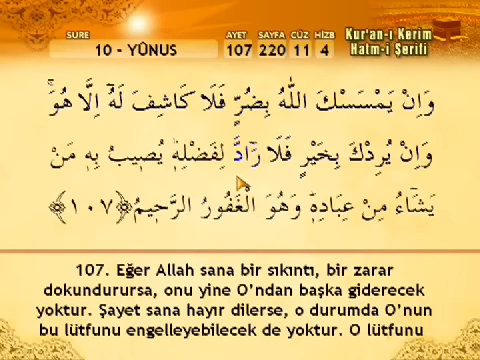 SURE AYET SAYFA CÜZ HİZB
10 - YÛNUS 107 220 11 4
Kur'an-ı Kerim
Hatm-i Şerifi
وَاِنْ يَمْسَسْكَ اللّٰهُ بِضُرٍّ فَلَا كَاشِفَ لَهُٓ اِلَّا هُوَۚ
وَاِنْ يُرِدْكَ بِخَيْرٍ فَلَا رَٓادَّ لِفَضْلِهٖۜ يُصٖيبُ بِهٖ مَنْ
يَشَٓاءُ مِنْ عِبَادِهٖۜ وَهُوَ الْغَفُورُ الرَّحٖيمُ ﴿١٠٧﴾
107. Eğer Allah sana bir sıkıntı, bir zarar
dokundurursa, onu yine O'ndan başka giderecek
yoktur. Şayet sana hayır dilerse, o durumda O'nun
bu lütfunu engelleyebilecek de yoktur. O lütfunu